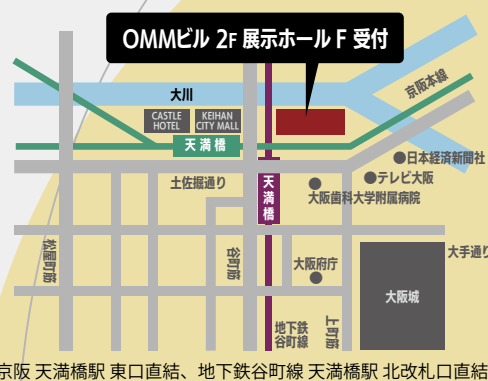 OMMビル 2F 展示ホール F 受付
京阪本線
大川
CASTLE
HOTEL
KEIHAN
CITY MALL
天満橋
日本経済新聞社
テレビ大阪
土佐掘通り
天満橋
大阪歯科大学附属病院
松屋町筋
谷町筋
大阪府庁
大手通り
大阪城
地下鉄
谷町線
上町筋
京阪 天満橋駅 東口直結、地下鉄谷町線 天満橋駅 北改札口直結